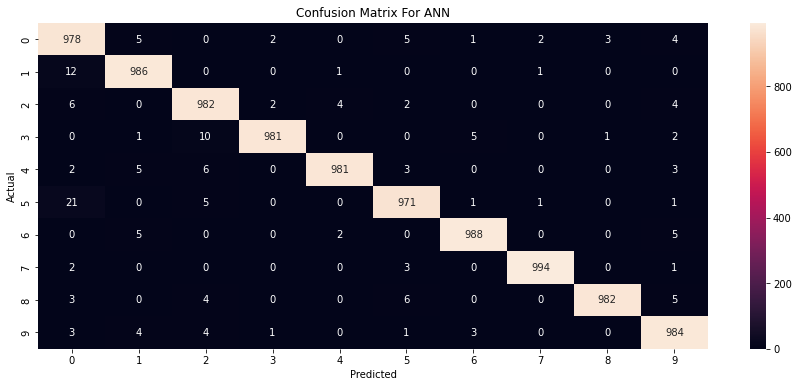 Confusion Matrix For ANN
0 978 5 0 2 0 5 1 2 3 4
1 12 986 0 0 1 0 0 1 0 0
2 6 0 982 2 4 2 0 0 0 4
3 0 1 10 981 0 0 5 0 1 2
4 2 5 6 0 981 3 0 0 0 3
5 21 0 5 0 0 971 1 1 0 1
6 0 5 0 0 2 0 988 0 0 5
7 2 0 0 0 0 3 0 994 0 1
8 3 0 4 0 0 6 0 0 982 5
9 3 4 4 1 0 1 3 0 0 984
0 1 2 3 4 5 6 7 8 9
Actual
Predicted
800
600
400
200
0